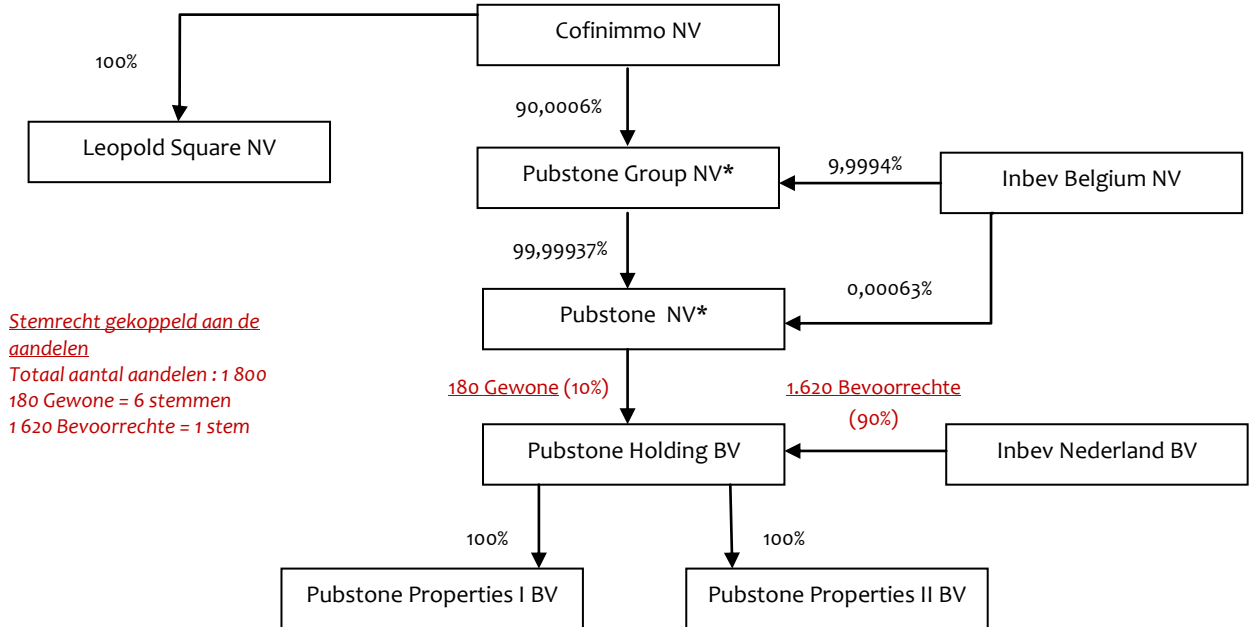 Cofinimmo NV
100%
90,0006%
Leopold Square NV
Pubstone Group NV*
9,9994%
Inbev Belgium NV
99,99937%
0,00063%
Pubstone NV*
Stemrecht gekoppeld aan de
aandelen
Totaal aantal aandelen : 1 800
180 Gewone = 6 stemmen
1 620 Bevoorrechte = 1 stem
180 Gewone (10%)
1.620 Bevoorrechte
(90%)
Pubstone Holding BV
Inbev Nederland BV
100%
100%
Pubstone Properties I BV
Pubstone Properties II BV